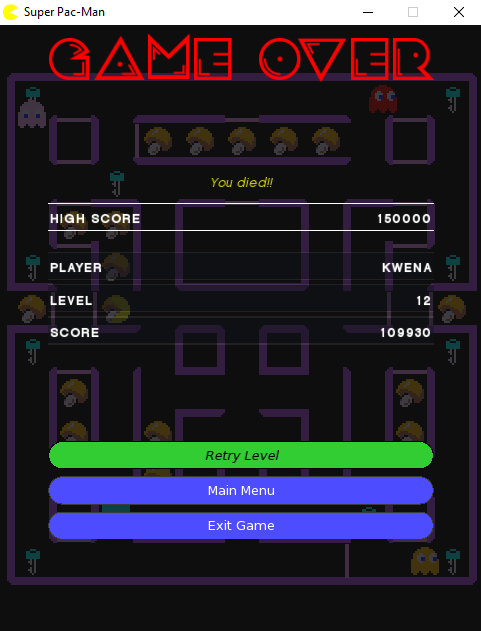 Super Pac-Man
GAME OVER
You died!!
HIGH SCORE 150000
PLAYER KWENA
LEVEL 12
SCORE 109930
Retry Level
Main Menu
Exit Game